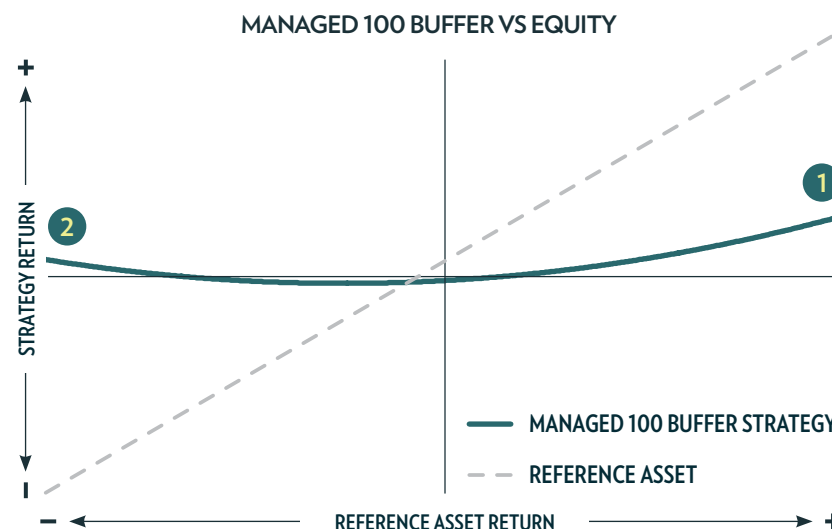 MANAGED 100 BUFFER VS EQUITY
+
1
2
STRATEGY RETURN
MANAGED 100 BUFFER STRATEGY
REFERENCE ASSET
–
– REFERENCE ASSET RETURN +